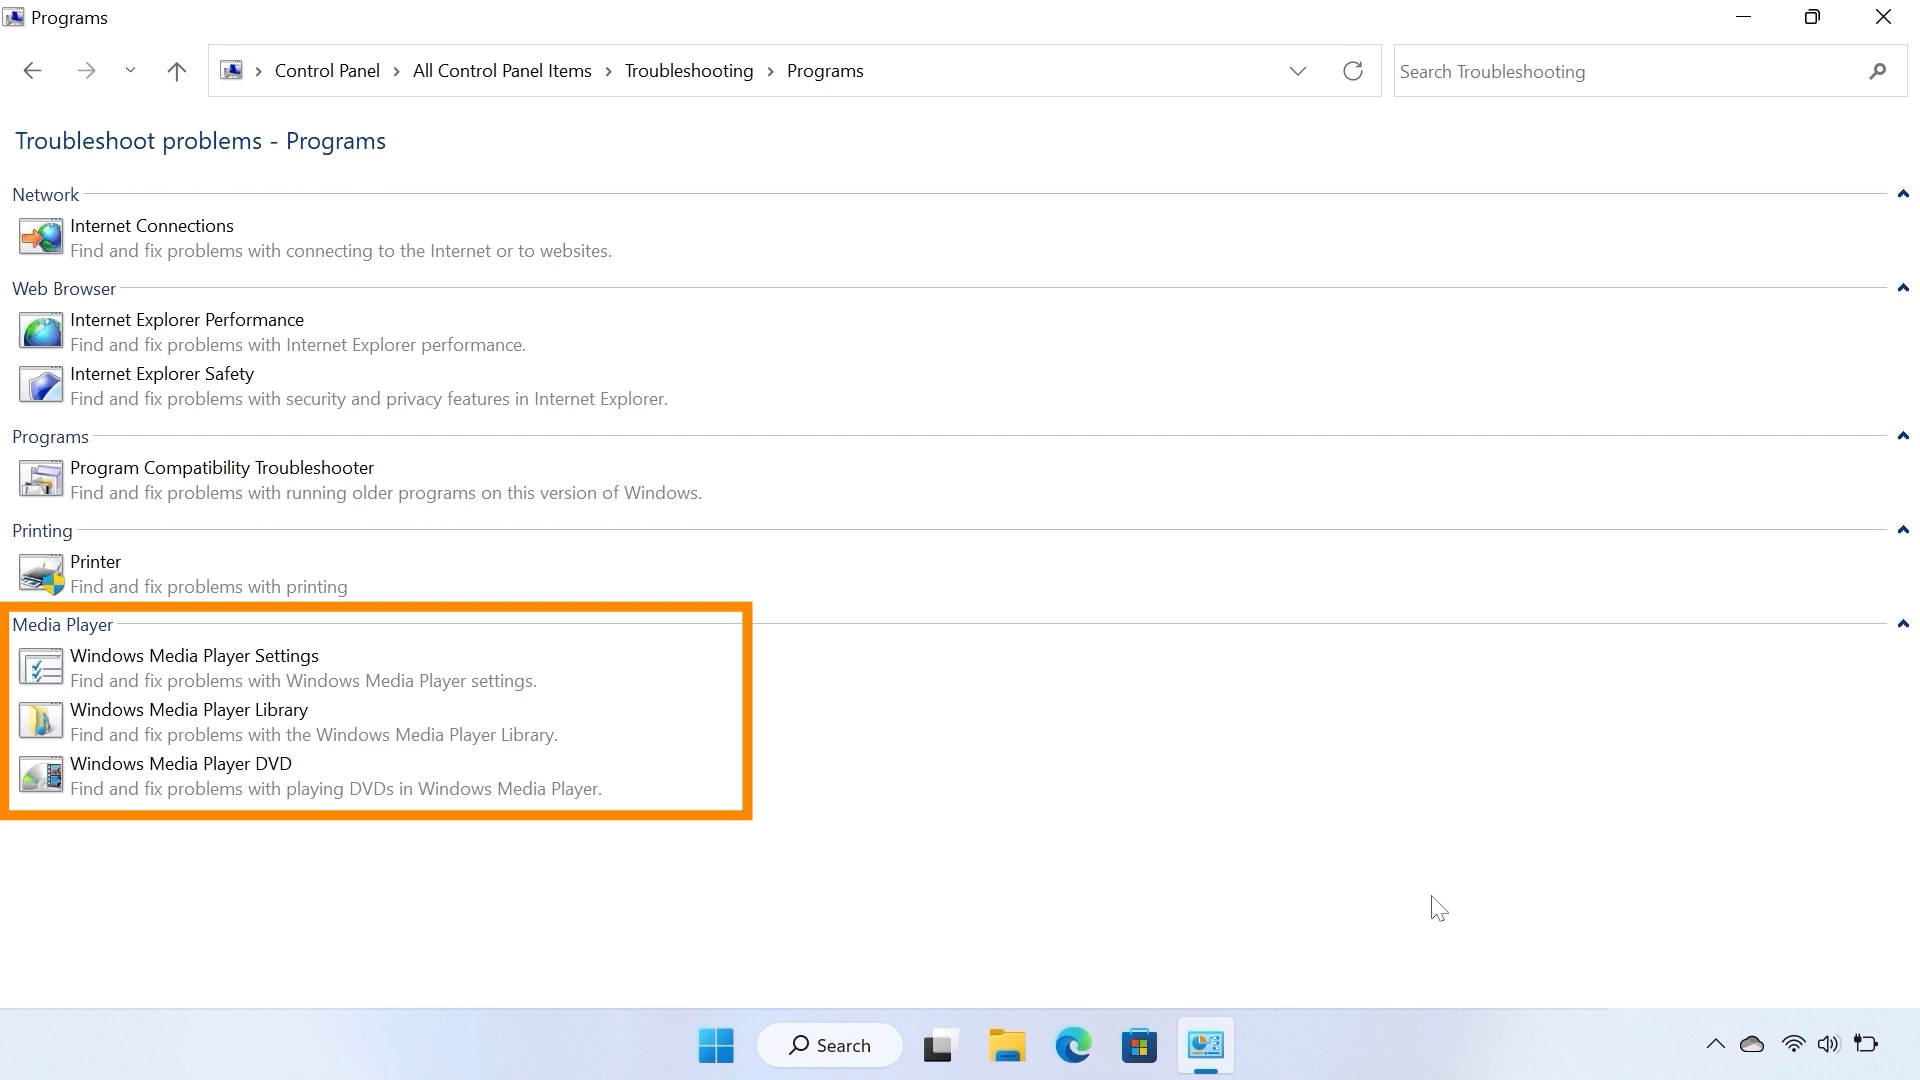 Programs
Control Panel All Control Panel Items Troubleshooting Programs
Search Troubleshooting
Troubleshoot problems - Programs
Network
Internet Connections
Find and fix problems with connecting to the Internet or to websites.
Web Browser
Internet Explorer Performance
Find and fix problems with Internet Explorer performance.
Internet Explorer Safety
Find and fix problems with security and privacy features in Internet Explorer.
Programs
Program Compatibility Troubleshooter
Find and fix problems with running older programs on this version of Windows.
Printing
Printer
Find and fix problems with printing
Media Player
Windows Media Player Settings
Find and fix problems with Windows Media Player settings.
Windows Media Player Library
Find and fix problems with the Windows Media Player Library.
Windows Media Player DVD
Find and fix problems with playing DVDs in Windows Media Player.
Search